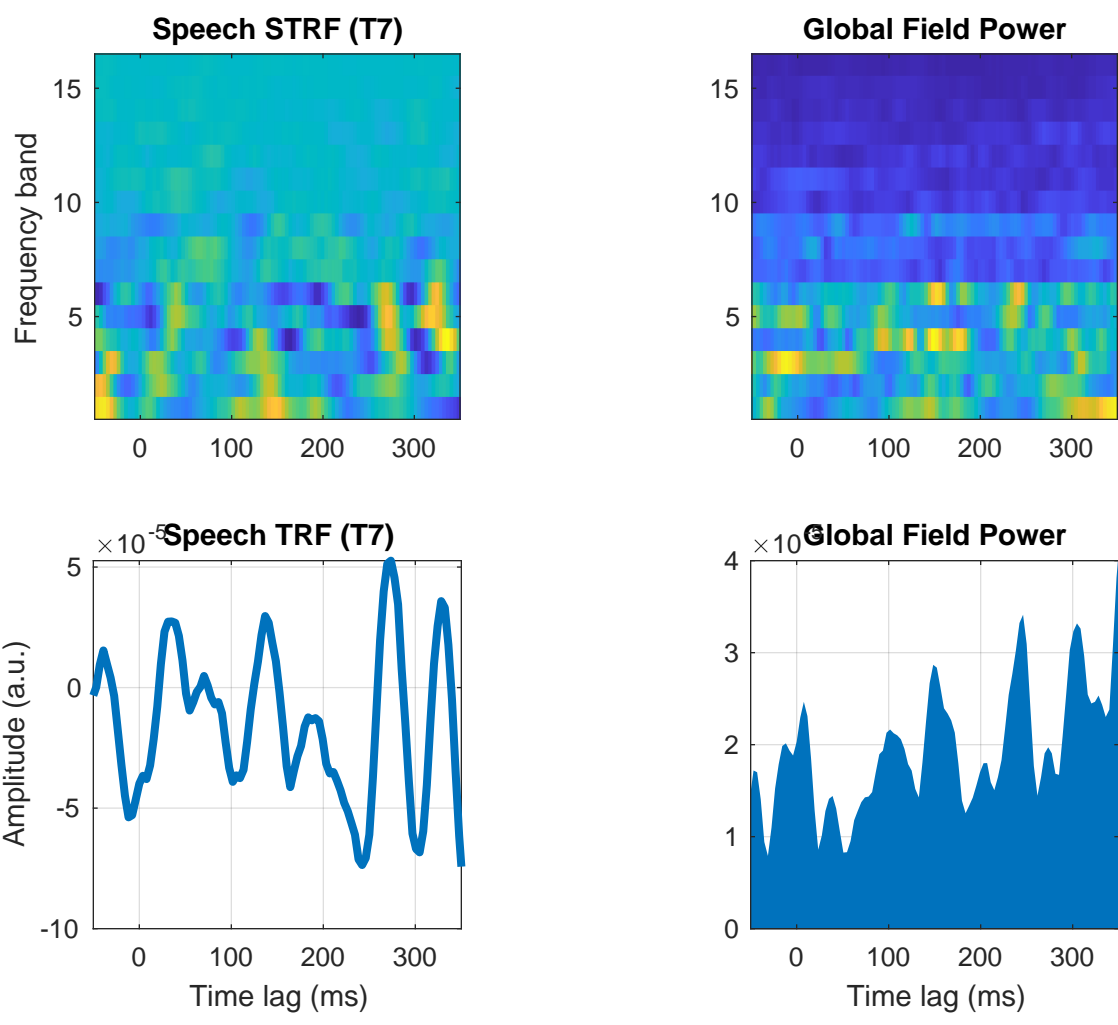 Speech STRF (T7)
Global Field Power
Frequency band
15
10
5
0 100 200 300
15
10
5
0 100 200 300
Speech TRF (T7)
×10⁻⁵
Global Field Power
×10
Amplitude (a.u.)
5
0
-5
-10
0 100 200 300
Time lag (ms)
4
3
2
1
0
0 100 200 300
Time lag (ms)